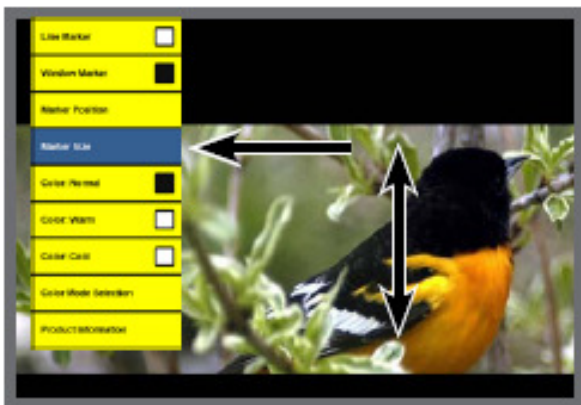 Line Marker
Window Marker
Marker Position
Marker Size
Color: Normal
Color: Warm
Color: Cold
Color Mode Selection
Product Information